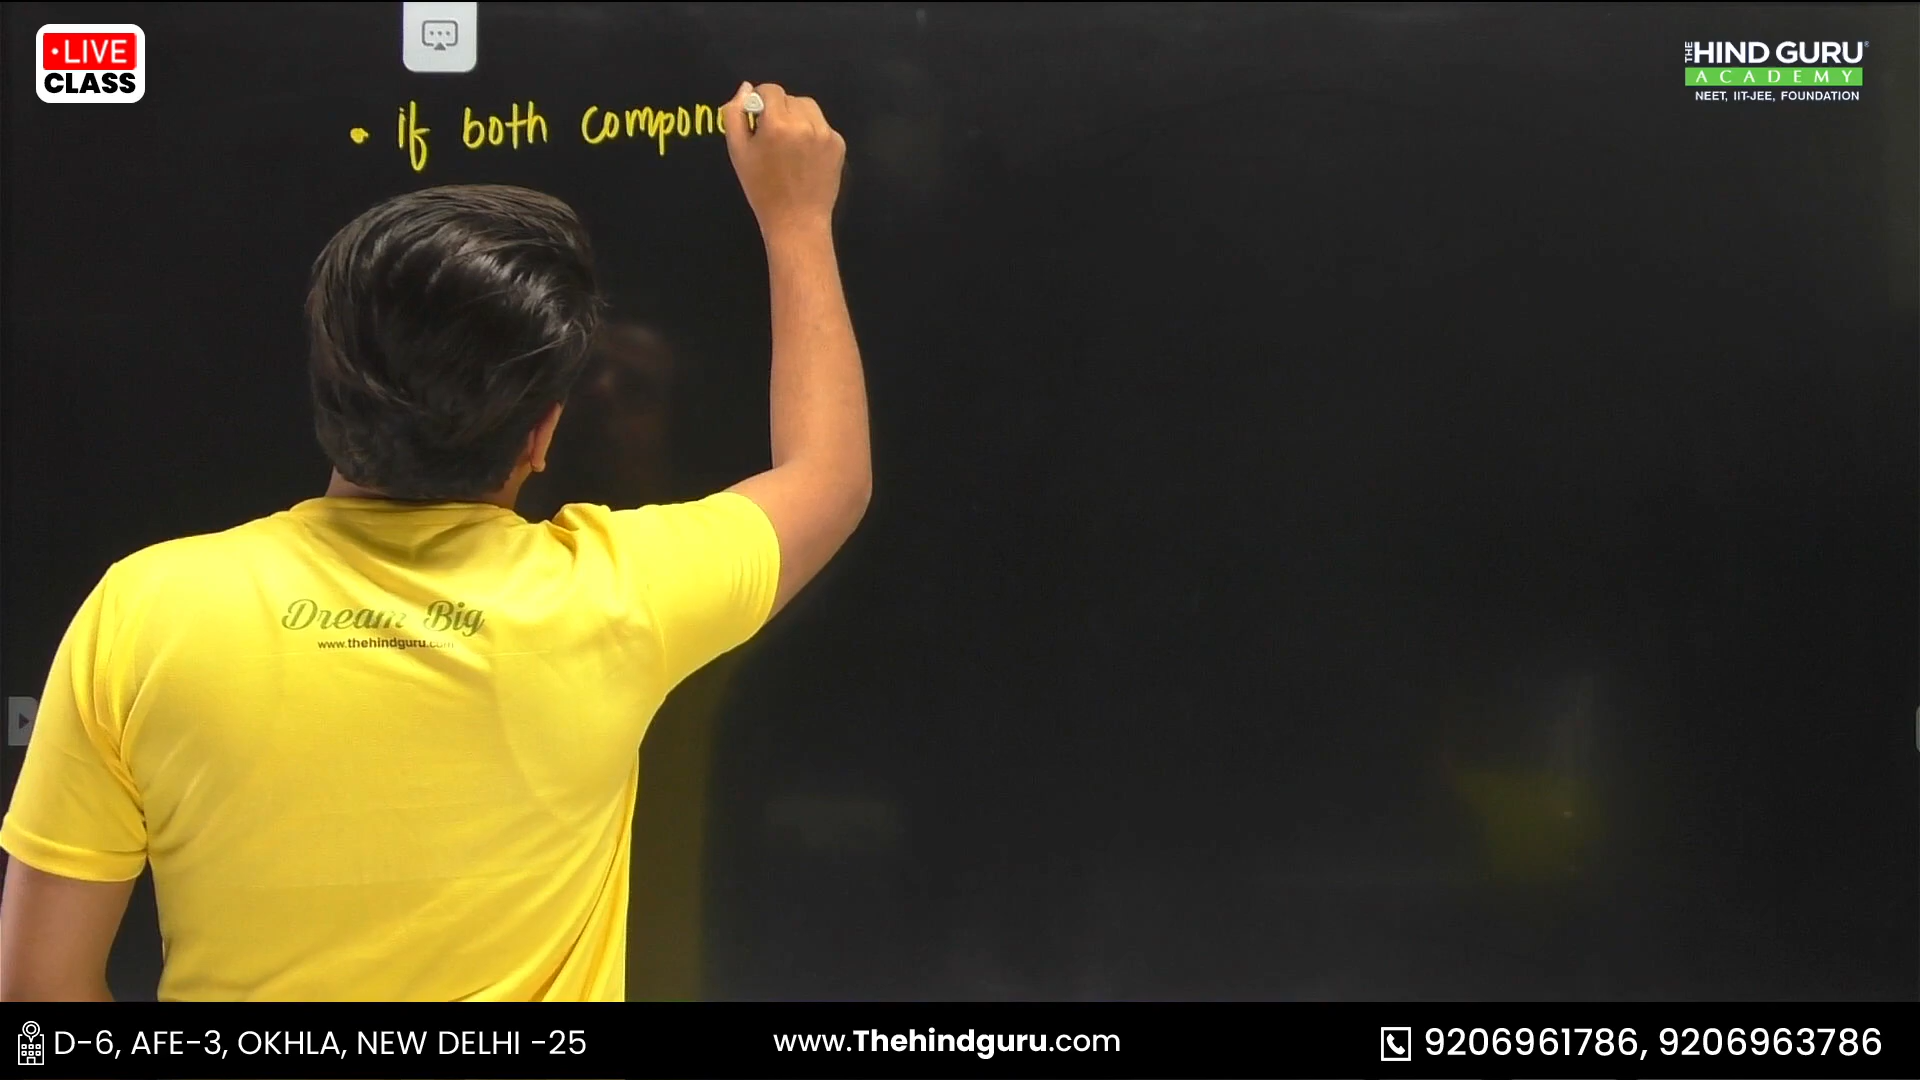 • LIVE
CLASS
THE HIND GURU®
ACADEMY
NEET, IIT-JEE, FOUNDATION
• if both compone
Dream Big
www.thehindguru.com
D-6, AFE-3, OKHLA, NEW DELHI -25
www.Thehindguru.com
9206961786, 9206963786